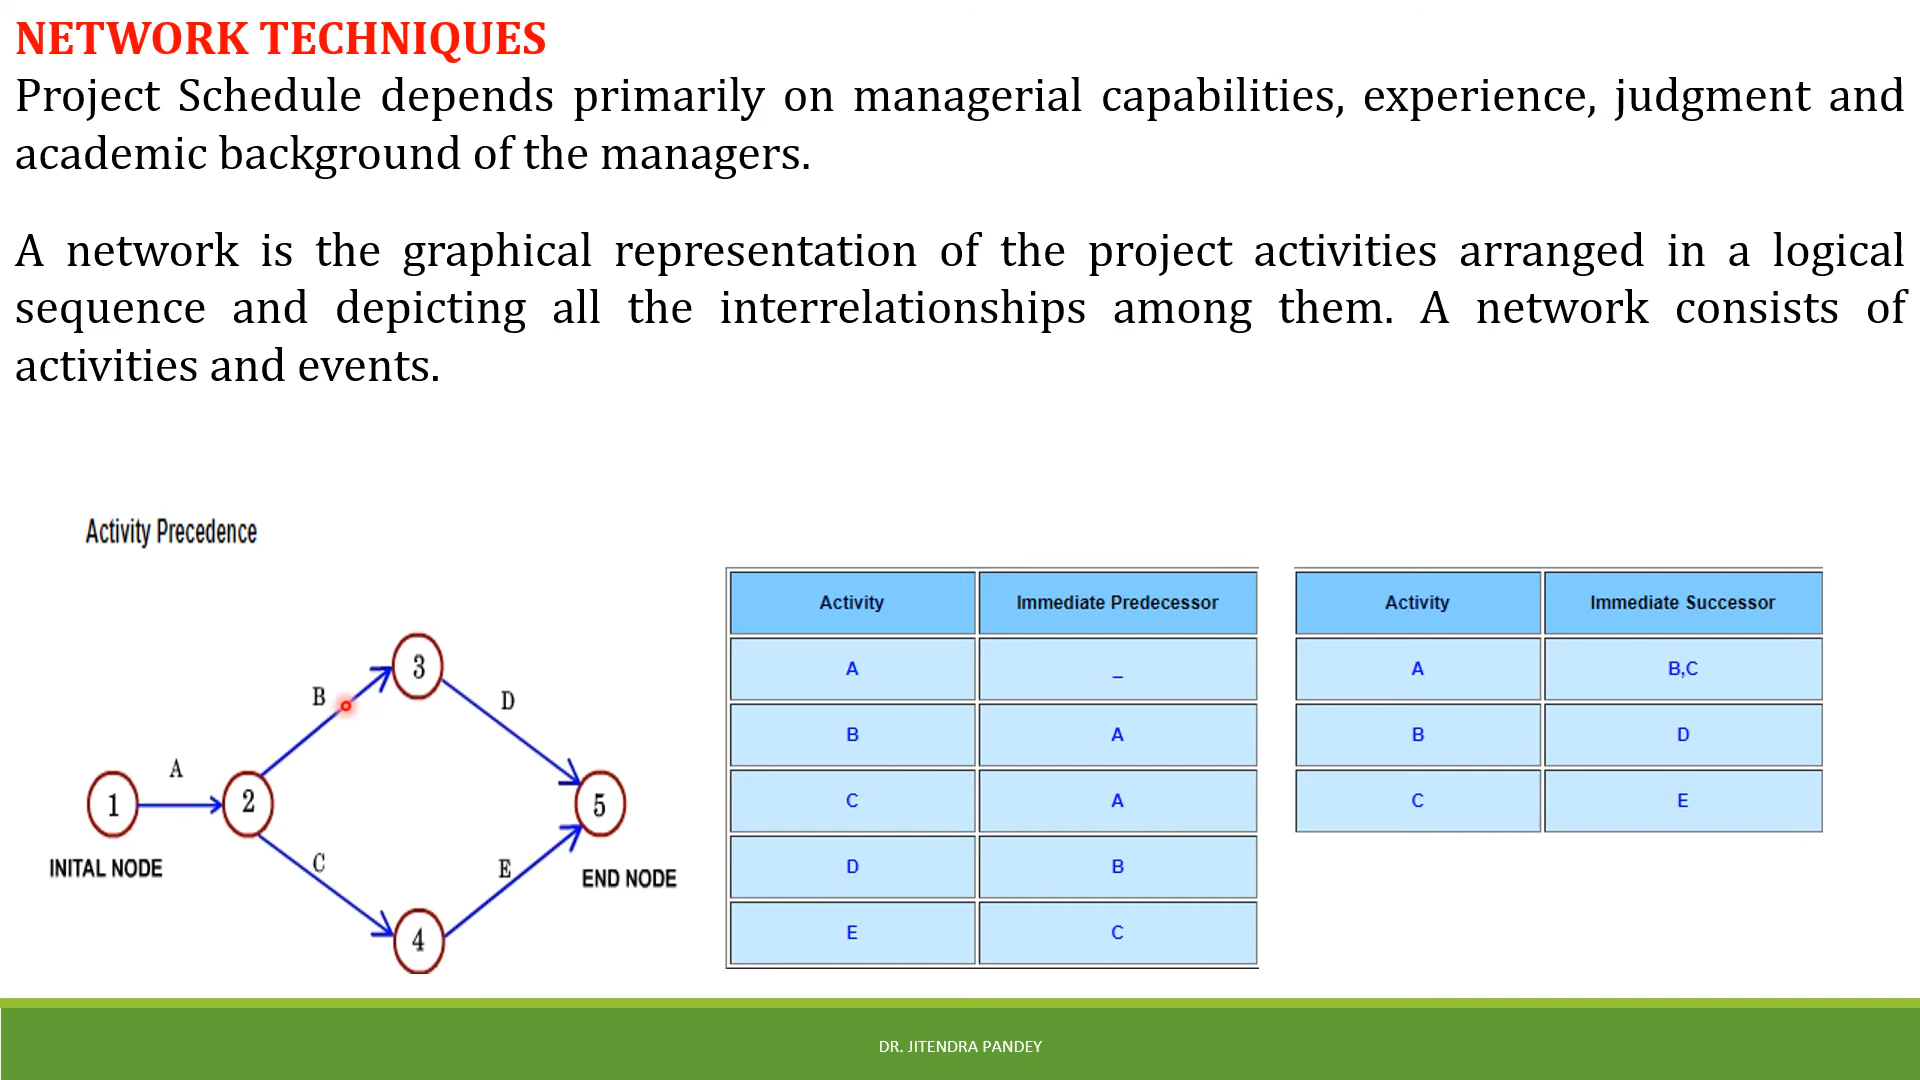 NETWORK TECHNIQUES
Project Schedule depends primarily on managerial capabilities, experience, judgment and
academic background of the managers.
A network is the graphical representation of the project activities arranged in a logical
sequence and depicting all the interrelationships among them. A network consists of
activities and events.
Activity Precedence
3
B
D
A
1
2
5
INITAL NODE
C
E
END NODE
4
Activity Immediate Predecessor
A _
B A
C A
D B
E C
Activity Immediate Successor
A B,C
B D
C E
DR. JITENDRA PANDEY